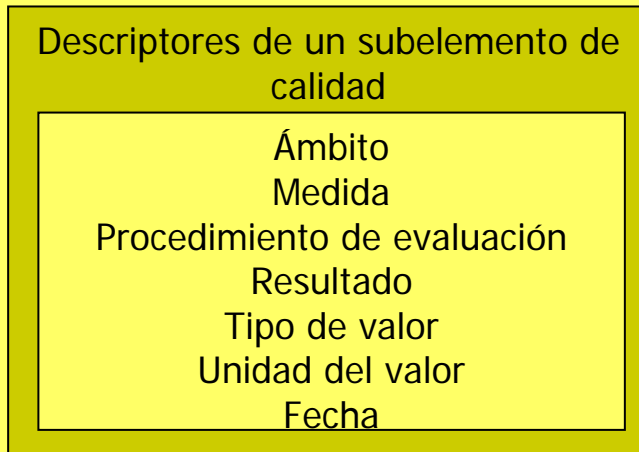 Descriptores de un subelemento de
calidad
Ámbito
Medida
Procedimiento de evaluación
Resultado
Tipo de valor
Unidad del valor
Fecha